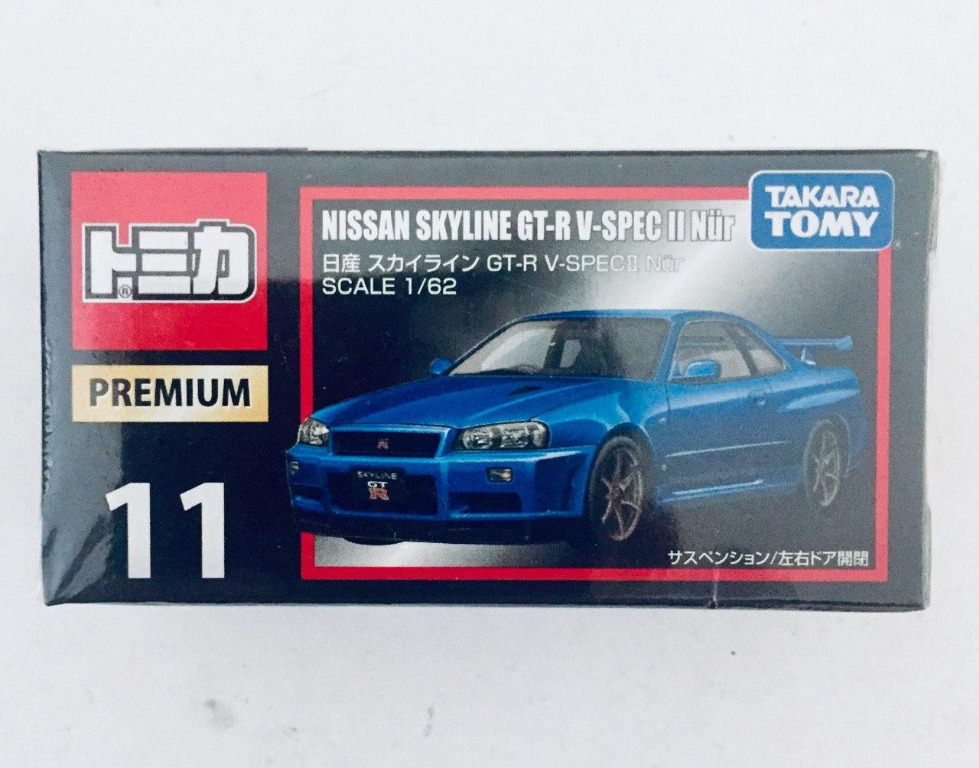 トミカ®
PREMIUM
11
NISSAN SKYLINE GT-R V-SPEC II Nür
日産 スカイライン GT-R V-SPECⅡ Nür
SCALE 1/62
TAKARA
TOMY
SKYLINE
GT
R
サスペンション/左右ドア開閉